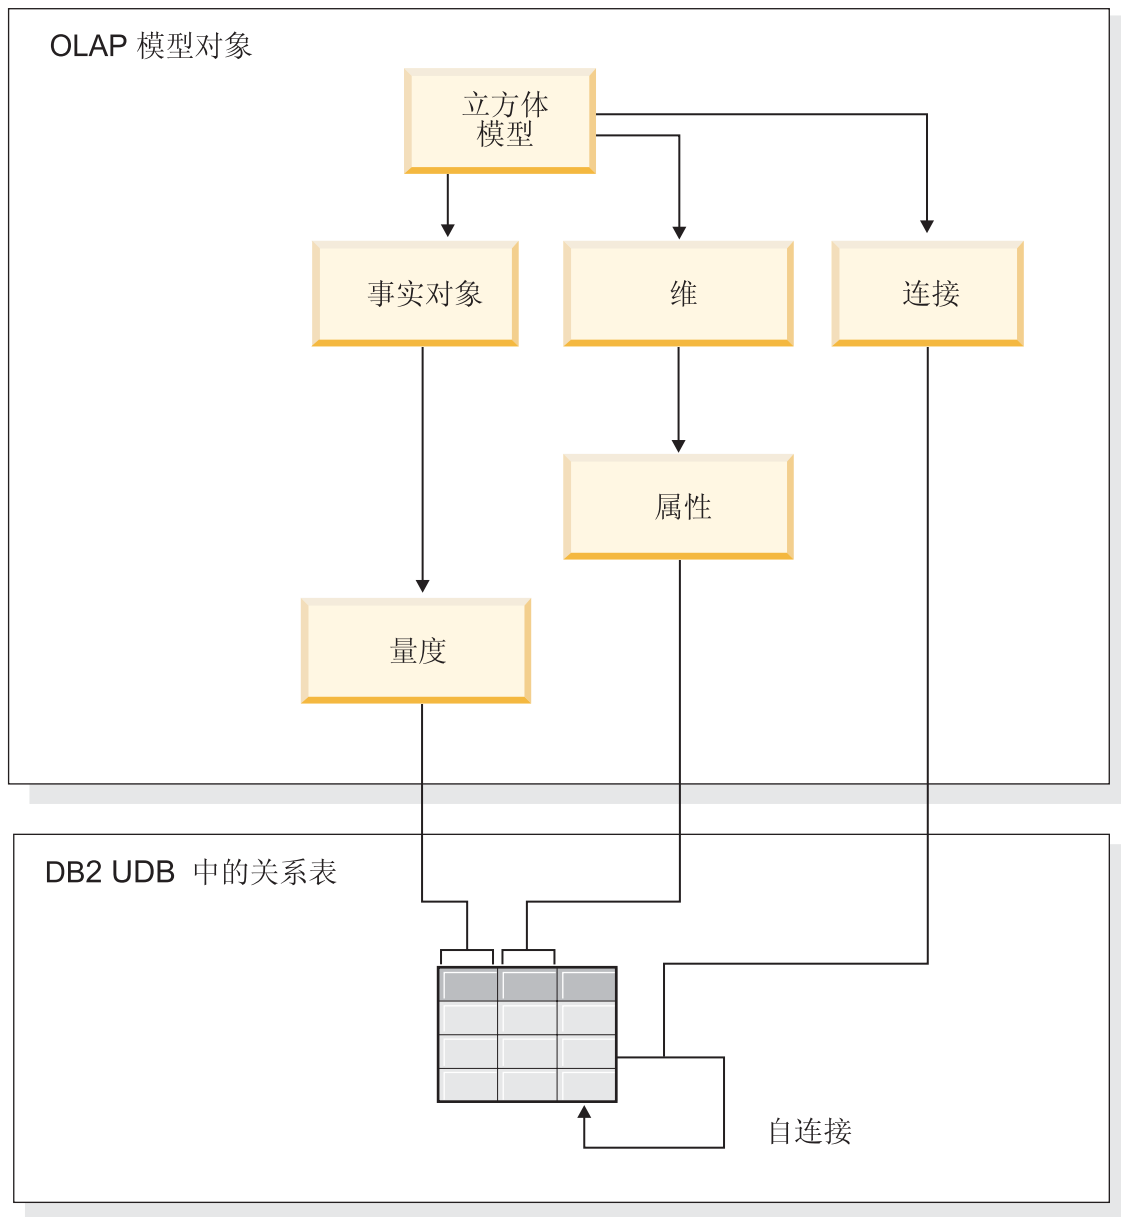 OLAP 模型对象
立方体
模型
事实对象
维
连接
属性
量度
DB2 UDB 中的关系表
自连接